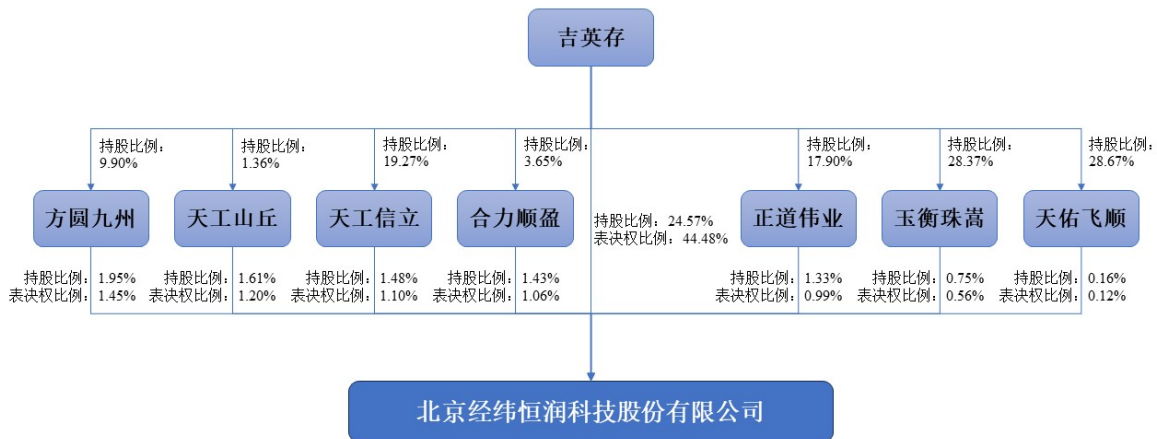 吉英存
持股比例：
9.90%
持股比例：
1.36%
持股比例：
19.27%
持股比例：
3.65%
持股比例：
17.90%
持股比例：
28.37%
持股比例：
28.67%
方圆九州
天工山丘
天工信立
合力顺盈
持股比例：24.57%
表决权比例：44.48%
正道伟业
玉衡珠嵩
天佑飞顺
持股比例：1.95%
表决权比例：1.45%
持股比例：1.61%
表决权比例：1.20%
持股比例：1.48%
表决权比例：1.10%
持股比例：1.43%
表决权比例：1.06%
持股比例：1.33%
表决权比例：0.99%
持股比例：0.75%
表决权比例：0.56%
持股比例：0.16%
表决权比例：0.12%
北京经纬恒润科技股份有限公司